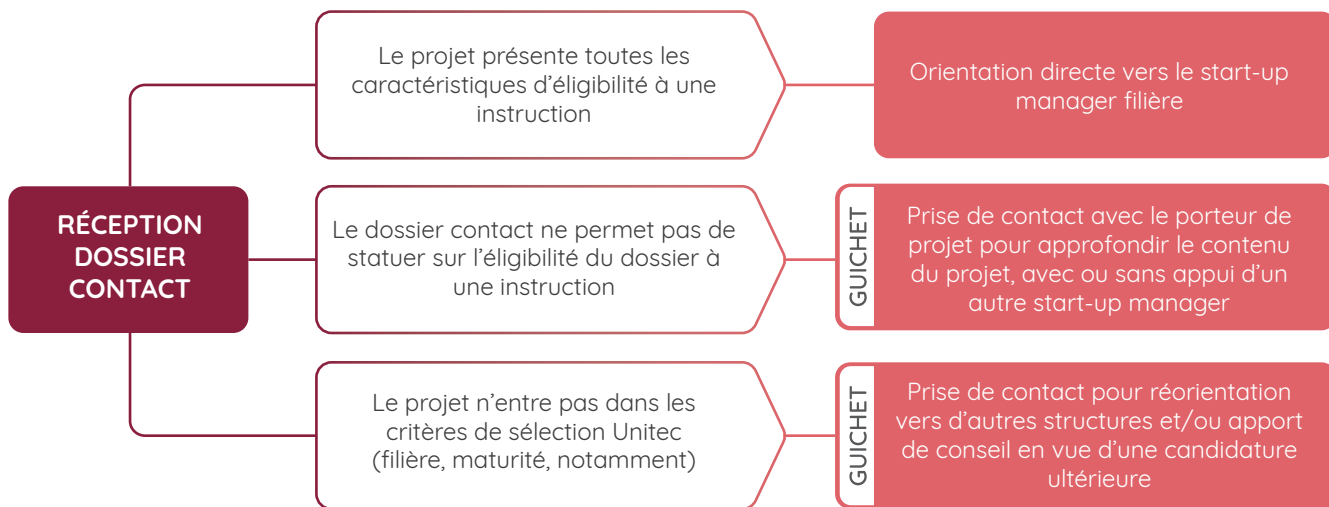 RÉCEPTION
DOSSIER
CONTACT
Le projet présente toutes les
caractéristiques d’éligibilité à une
instruction
Orientation directe vers le start-up
manager filière
Le dossier contact ne permet pas de
statuer sur l’éligibilité du dossier à
une instruction
GUICHET
Prise de contact avec le porteur de
projet pour approfondir le contenu
du projet, avec ou sans appui d’un
autre start-up manager
Le projet n’entre pas dans les
critères de sélection Unitec
(filière, maturité, notamment)
GUICHET
Prise de contact pour réorientation
vers d’autres structures et/ou apport
de conseil en vue d’une candidature
ultérieure